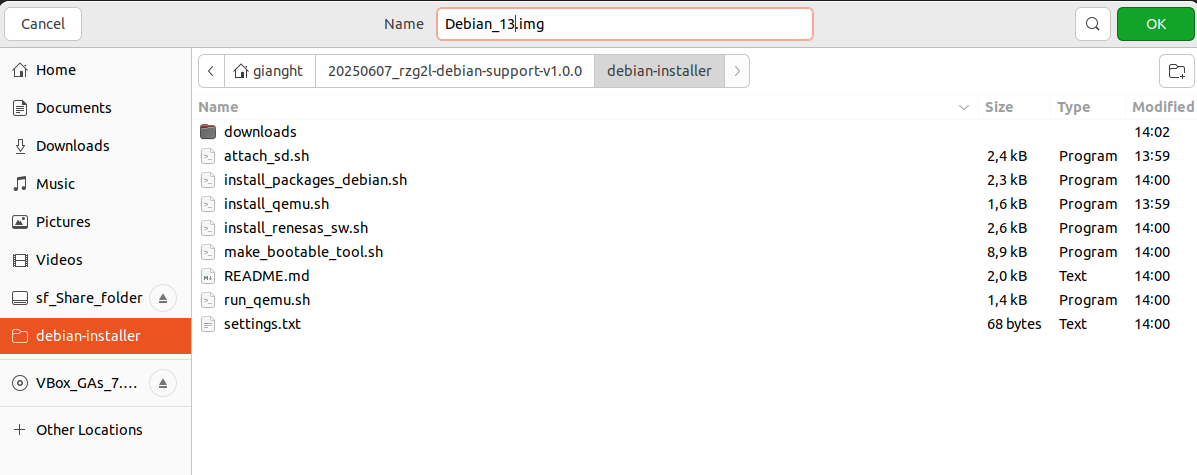 Cancel Name Debian_13.img OK
Home
Documents
Downloads
Music
Pictures
Videos
sf_Share_folder
debian-installer
VBox_GAs_7....
Other Locations
gianght 20250607_rzg2l-debian-support-v1.0.0 debian-installer
Name Size Type Modified
downloads 14:02
attach_sd.sh 2,4 kB Program 13:59
install_packages_debian.sh 2,3 kB Program 14:00
install_qemu.sh 1,6 kB Program 13:59
install_renesas_sw.sh 2,6 kB Program 14:00
make_bootable_tool.sh 8,9 kB Program 14:00
README.md 2,0 kB Text 14:00
run_qemu.sh 1,4 kB Program 14:00
settings.txt 68 bytes Text 14:00